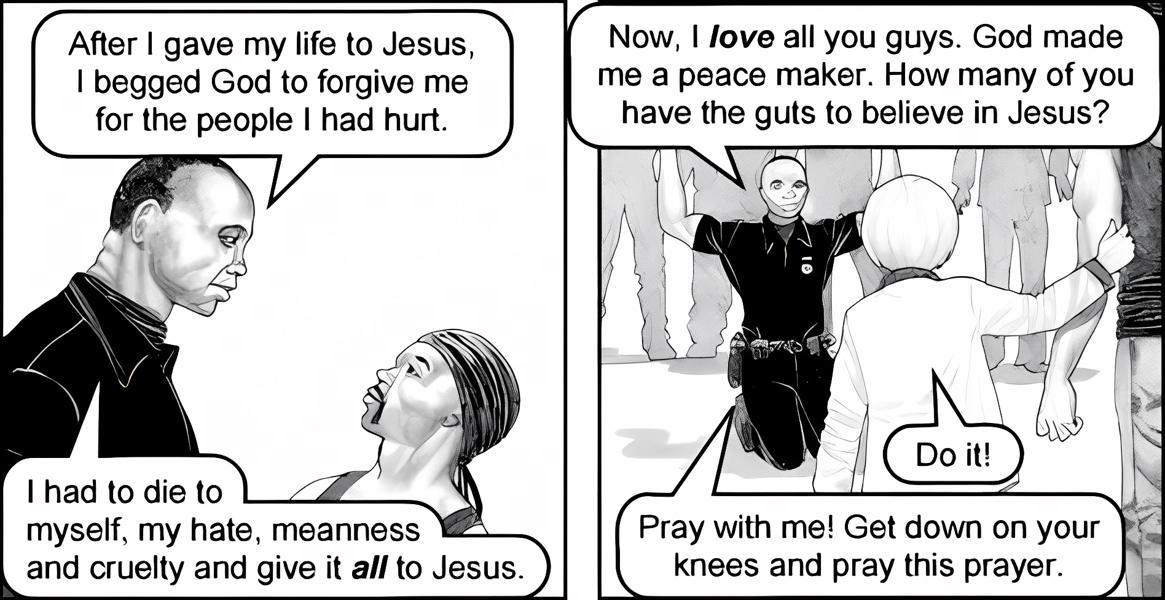 After I gave my life to Jesus,
I begged God to forgive me
for the people I had hurt.
I had to die to
myself, my hate, meanness
and cruelty and give it all to Jesus.
Now, I love all you guys. God made
me a peace maker. How many of you
have the guts to believe in Jesus?
Do it!
Pray with me! Get down on your
knees and pray this prayer.